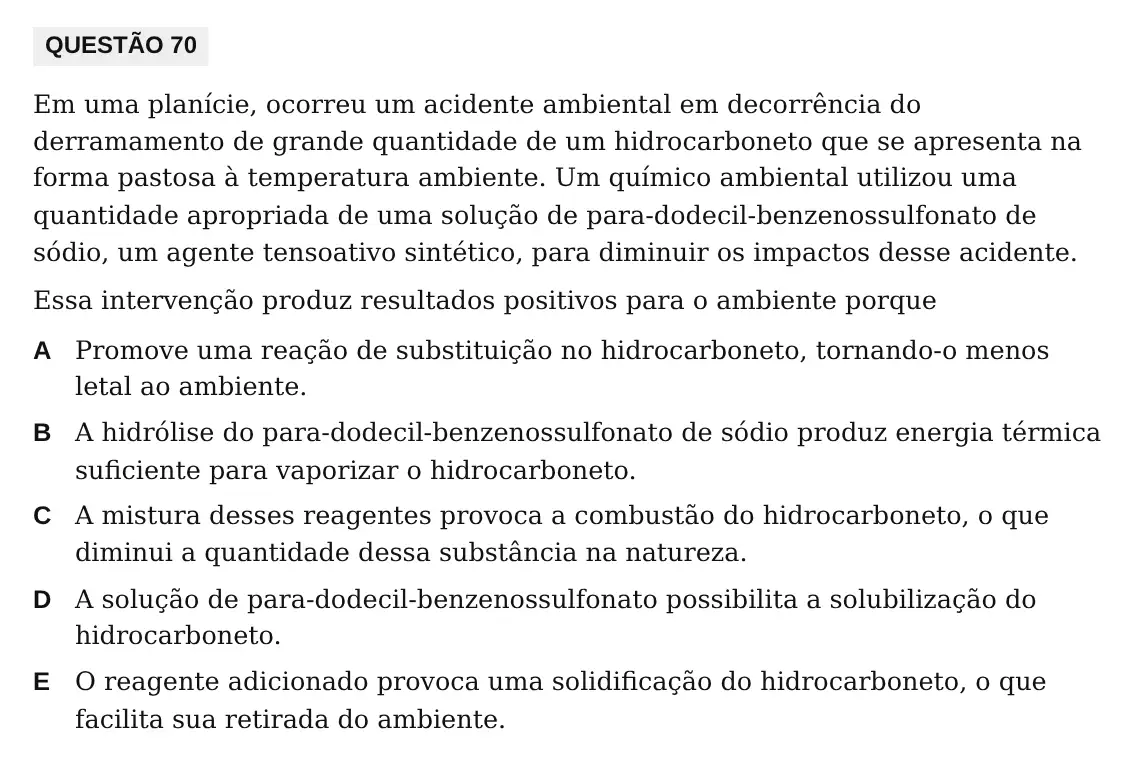 QUESTÃO 70
Em uma planície, ocorreu um acidente ambiental em decorrência do
derramamento de grande quantidade de um hidrocarboneto que se apresenta na
forma pastosa à temperatura ambiente. Um químico ambiental utilizou uma
quantidade apropriada de uma solução de para-dodecil-benzenossulfonato de
sódio, um agente tensoativo sintético, para diminuir os impactos desse acidente.
Essa intervenção produz resultados positivos para o ambiente porque
A Promove uma reação de substituição no hidrocarboneto, tornando-o menos
letal ao ambiente.
B A hidrólise do para-dodecil-benzenossulfonato de sódio produz energia térmica
suficiente para vaporizar o hidrocarboneto.
C A mistura desses reagentes provoca a combustão do hidrocarboneto, o que
diminui a quantidade dessa substância na natureza.
D A solução de para-dodecil-benzenossulfonato possibilita a solubilização do
hidrocarboneto.
E O reagente adicionado provoca uma solidificação do hidrocarboneto, o que
facilita sua retirada do ambiente.